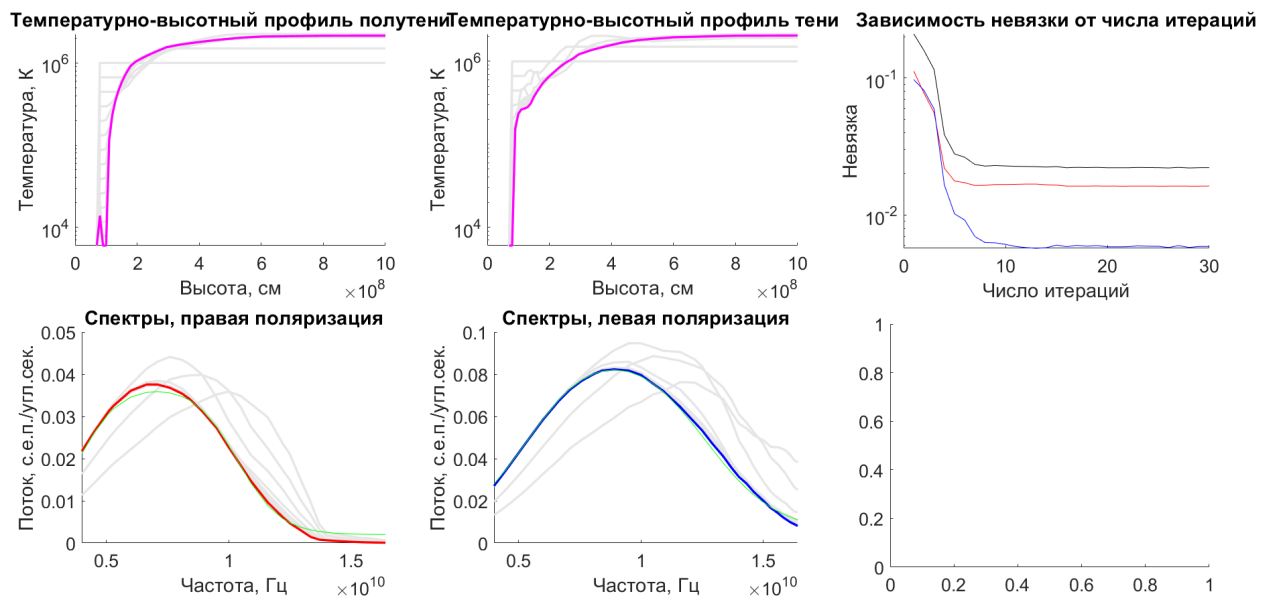 Температурно-высотный профиль полутени
Температура, К
10^6
10^4
0 2 4 6 8 10
Высота, см
×10^8
Температурно-высотный профиль тени
Температура, К
10^6
10^4
0 2 4 6 8 10
Высота, см
×10^8
Зависимость невязки от числа итераций
Невязка
10^-1
10^-2
0 10 20 30
Число итераций
Спектры, правая поляризация
Поток, с.е.п./угл.сек.
0.05
0.04
0.03
0.02
0.01
0
0.5 1 1.5
Частота, Гц
×10^10
Спектры, левая поляризация
Поток, с.е.п./угл.сек.
0.1
0.08
0.06
0.04
0.02
0
0.5 1 1.5
Частота, Гц
×10^10
1
0.8
0.6
0.4
0.2
0
0 0.2 0.4 0.6 0.8 1